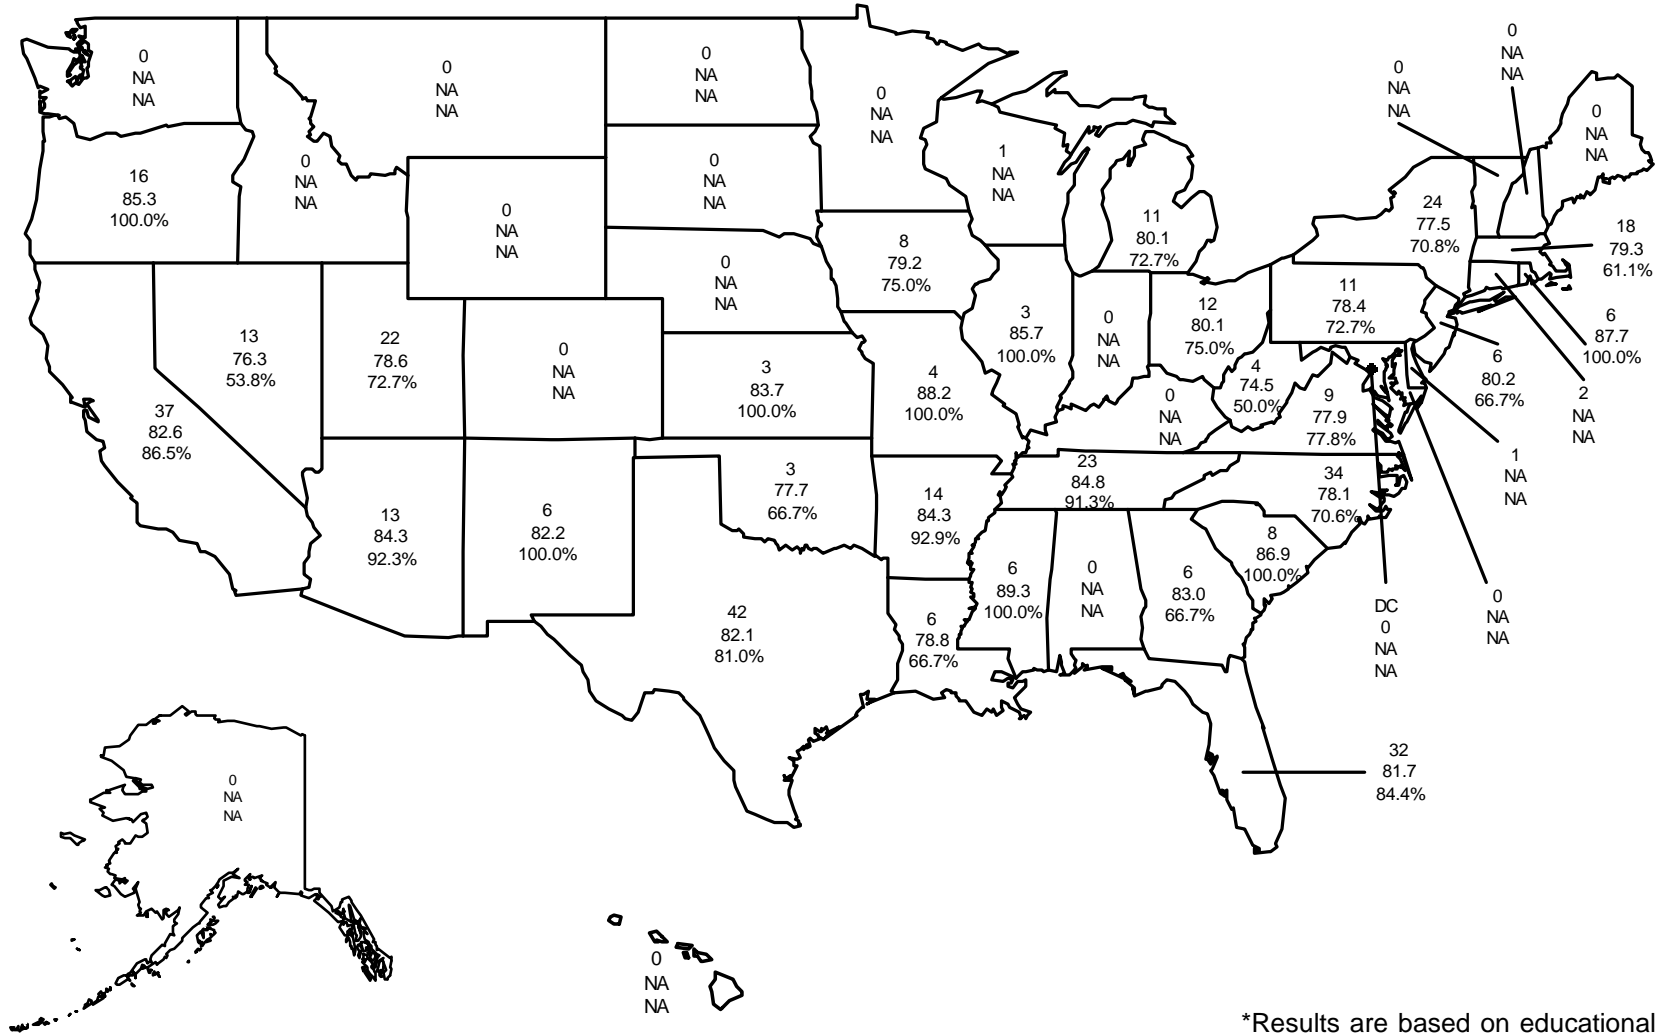 0
NA
NA
0
NA
NA
0
NA
NA
0
NA
NA
0
NA
NA
0
NA
NA
0
NA
NA
16
85.3
100.0%
0
NA
NA
0
NA
NA
0
NA
NA
1
NA
NA
11
80.1
72.7%
24
77.5
70.8%
18
79.3
61.1%
8
79.2
75.0%
0
NA
NA
13
76.3
53.8%
22
78.6
72.7%
0
NA
NA
3
85.7
100.0%
0
NA
NA
12
80.1
75.0%
11
78.4
72.7%
6
87.7
100.0%
6
80.2
66.7%
2
NA
NA
37
82.6
86.5%
3
83.7
100.0%
4
88.2
100.0%
0
NA
NA
4
74.5
50.0%
9
77.9
77.8%
1
NA
NA
13
84.3
92.3%
6
82.2
100.0%
3
77.7
66.7%
14
84.3
92.9%
23
84.8
91.3%
34
78.1
70.6%
8
86.9
100.0%
42
82.1
81.0%
6
78.8
66.7%
6
89.3
100.0%
0
NA
NA
6
83.0
66.7%
DC
0
NA
NA
0
NA
NA
32
81.7
84.4%
0
NA
NA
0
NA
NA
*Results are based on educational